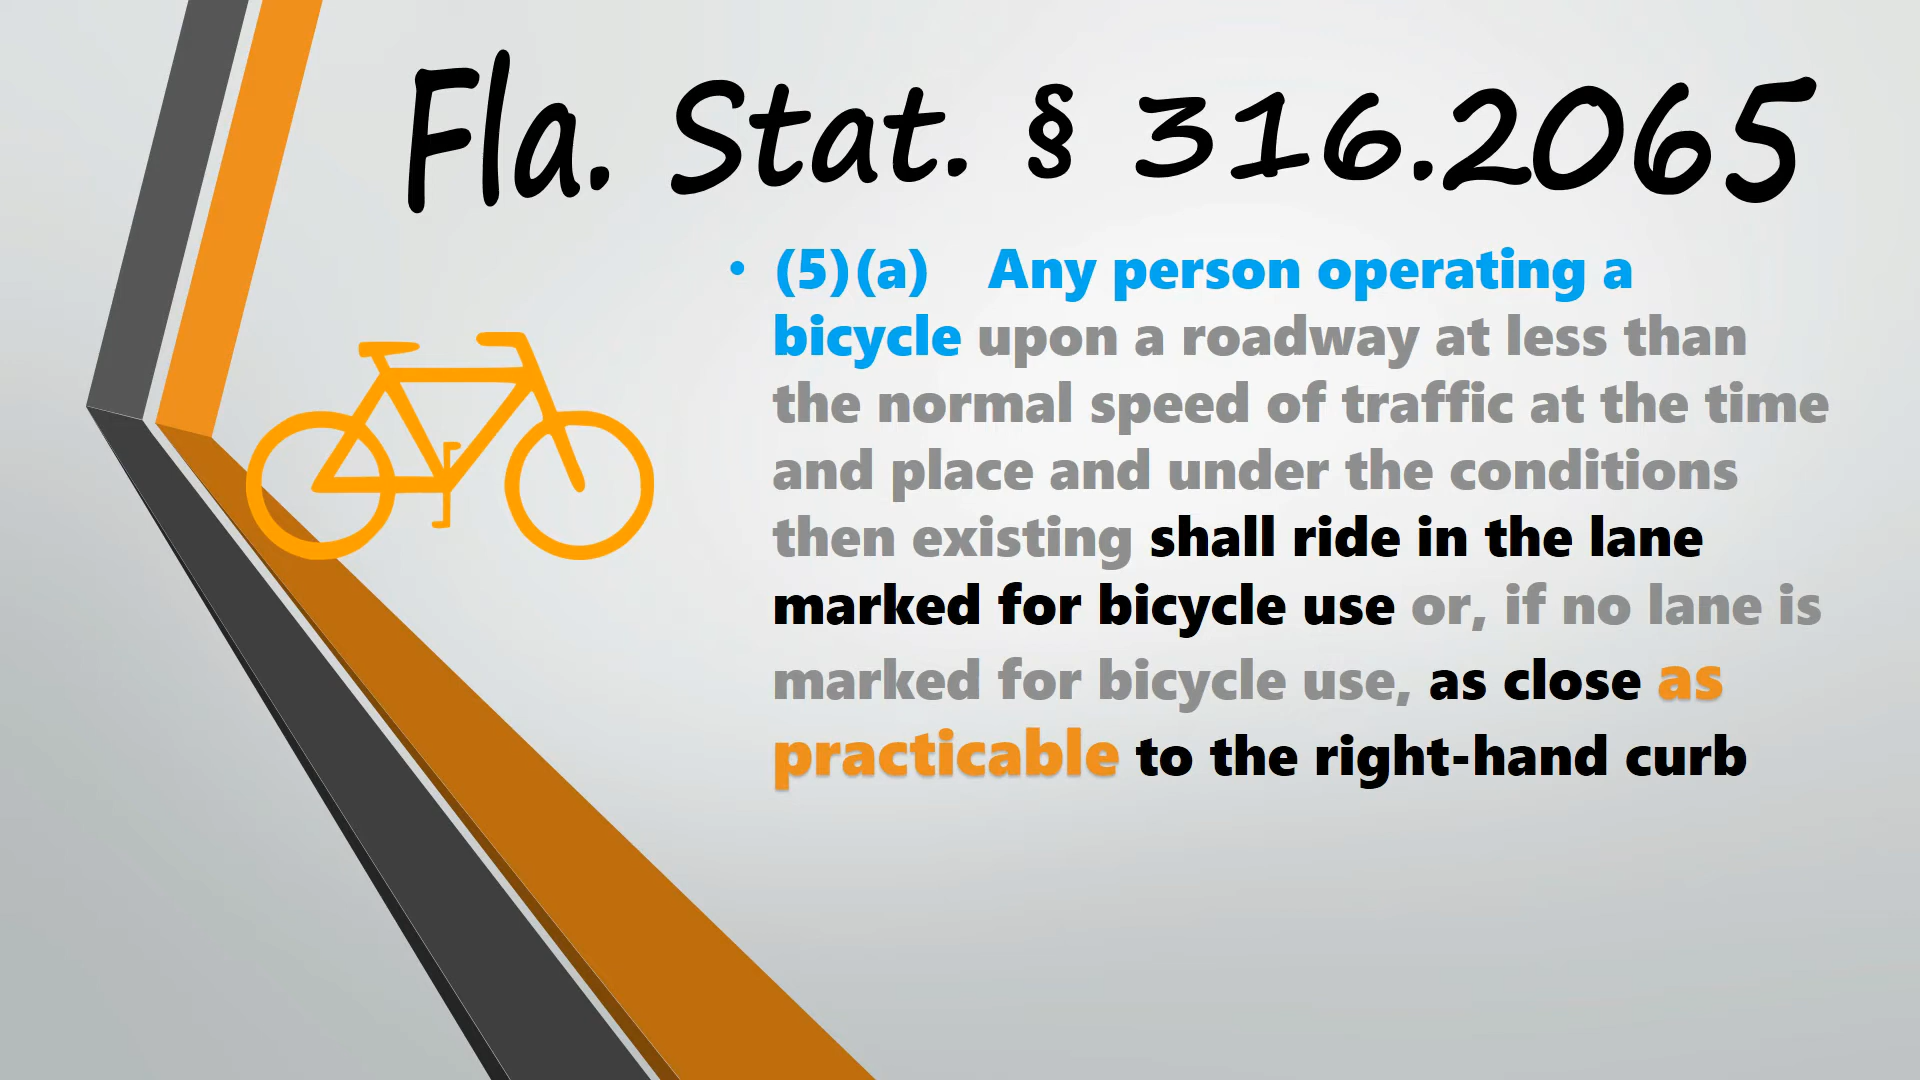 Fla. Stat. § 316.2065
• (5)(a) Any person operating a
bicycle upon a roadway at less than
the normal speed of traffic at the time
and place and under the conditions
then existing shall ride in the lane
marked for bicycle use or, if no lane is
marked for bicycle use, as close as
practicable to the right-hand curb